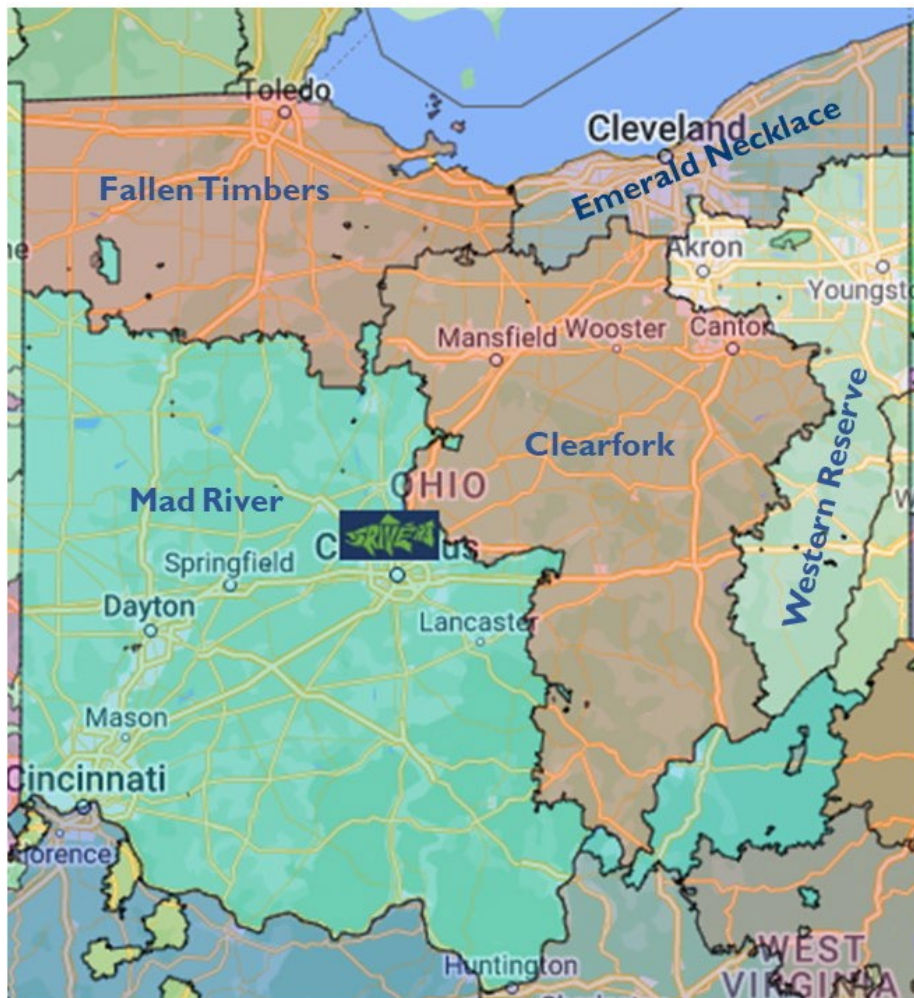 Toledo
Cleveland
Emerald Necklace
Fallen Timbers
Akron
Youngst
Mansfield
Wooster
Canton
Clearfork
Western Reserve
OHIO
Mad River
Springfield
Dayton
Lancaster
Mason
Cincinnati
lorence
Huntington
WEST
VIRGINIA